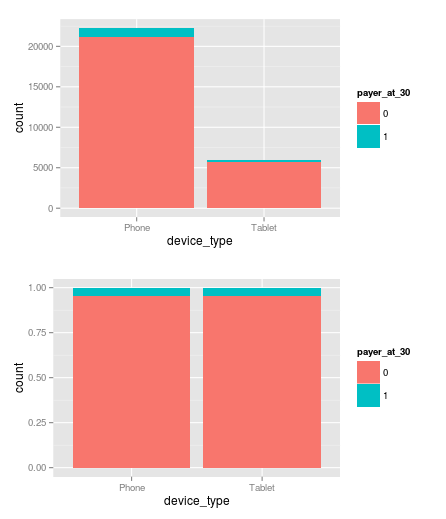 20000
15000
10000
5000
0
count
Phone
Tablet
device_type
payer_at_30
0
1
1.00
0.75
0.50
0.25
0.00
count
Phone
Tablet
device_type
payer_at_30
0
1